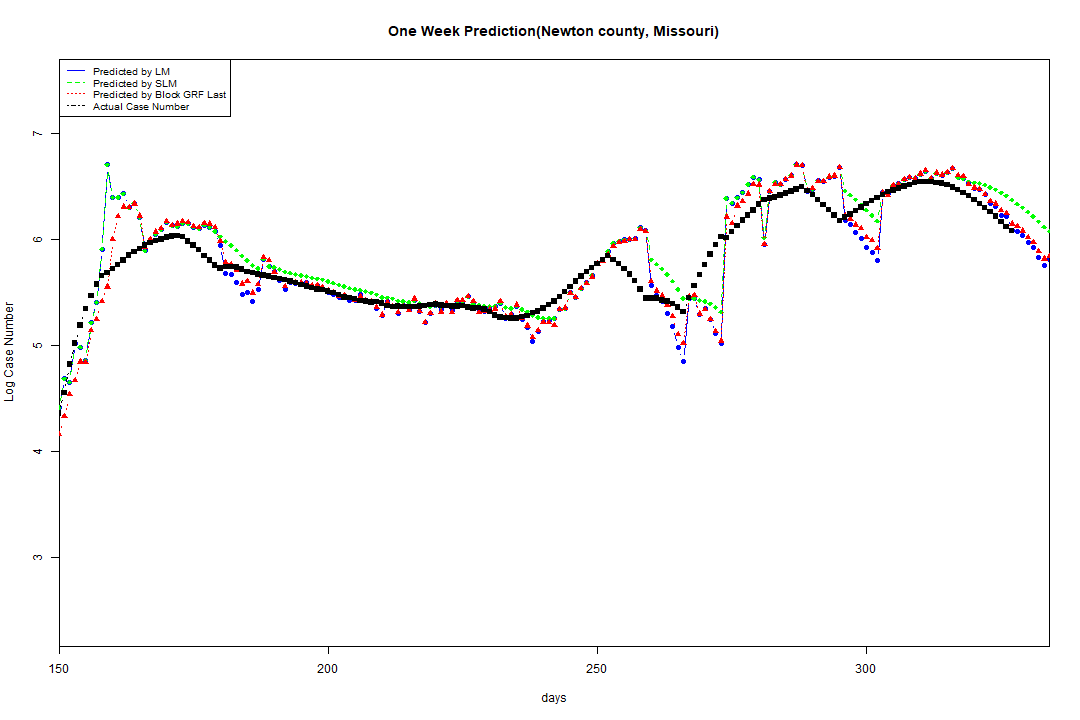 One Week Prediction(Newton county, Missouri)
Predicted by LM
Predicted by SLM
Predicted by Block GRF Last
Actual Case Number
7
6
5
4
3
Log Case Number
150 200 250 300
days